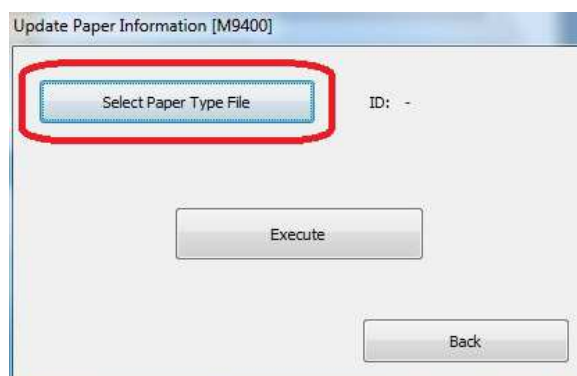 Update Paper Information [M9400]
Select Paper Type File
ID: -
Execute
Back